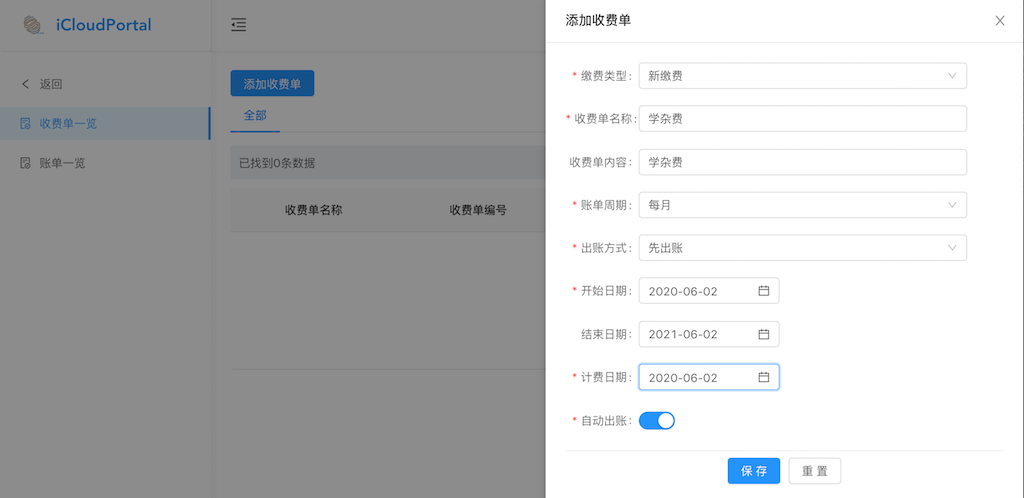 iCloudPortal
返回
收费单一览
账单一览
添加收费单
全部
已找到0条数据
收费单名称 收费单编号
添加收费单
* 缴费类型: 新缴费
* 收费单名称: 学杂费
收费单内容: 学杂费
* 账单周期: 每月
* 出账方式: 先出账
* 开始日期: 2020-06-02
结束日期: 2021-06-02
* 计费日期: 2020-06-02
* 自动出账:
保 存 重 置